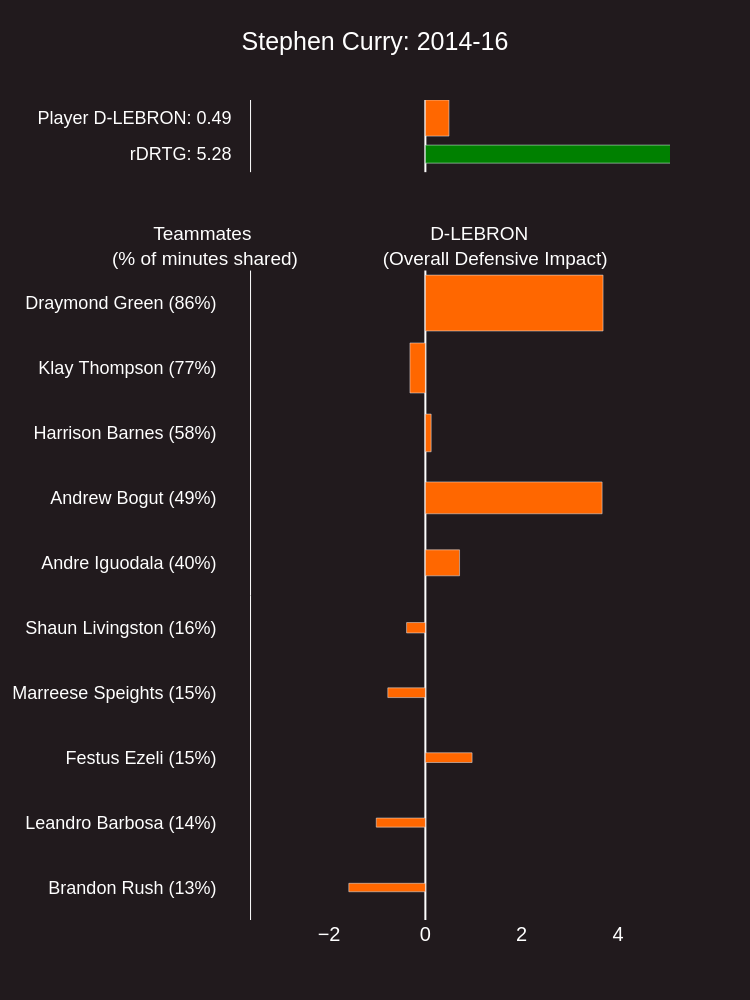 Stephen Curry: 2014-16
Player D-LEBRON: 0.49
rDRTG: 5.28
Teammates
(% of minutes shared)
D-LEBRON
(Overall Defensive Impact)
Draymond Green (86%)
Klay Thompson (77%)
Harrison Barnes (58%)
Andrew Bogut (49%)
Andre Iguodala (40%)
Shaun Livingston (16%)
Marreese Speights (15%)
Festus Ezeli (15%)
Leandro Barbosa (14%)
Brandon Rush (13%)
−2 0 2 4